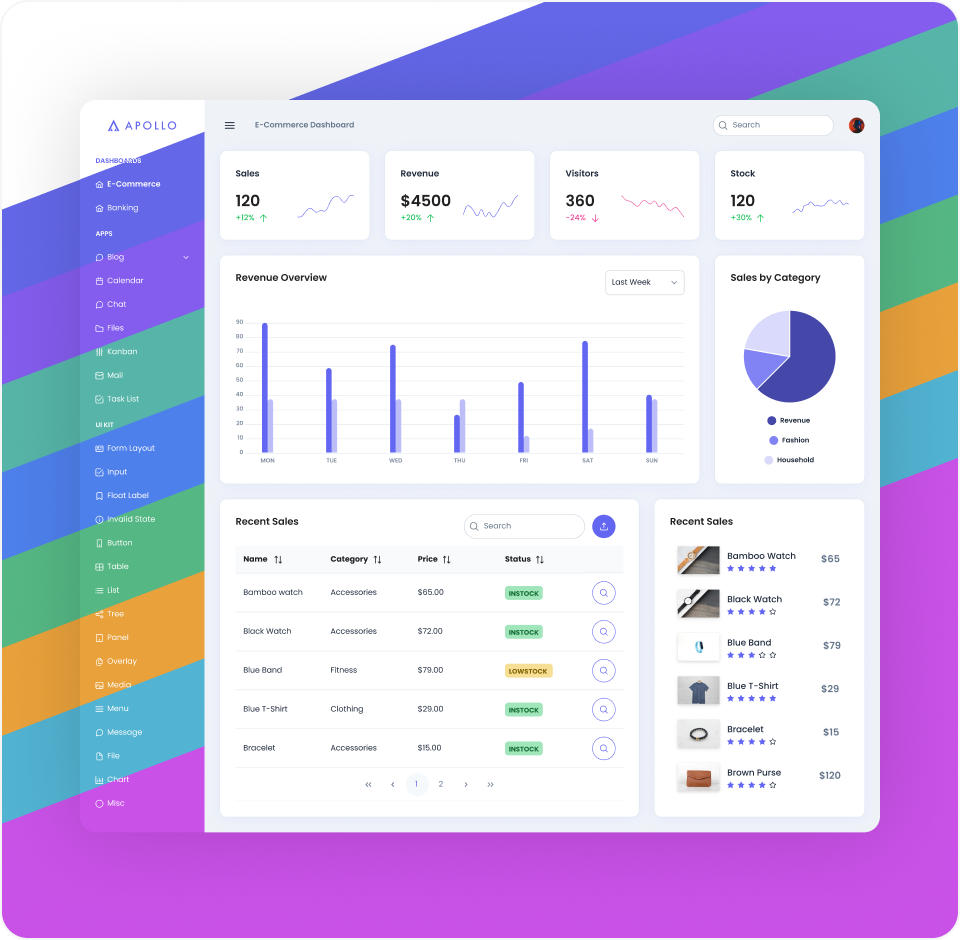 APOLLO
DASHBOARDS
E-Commerce
Banking
APPS
Blog
Calendar
Chat
Files
Kanban
Mail
Task List
UI KIT
Form Layout
Input
Float Label
Invalid State
Button
Table
List
Tree
Panel
Overlay
Media
Menu
Message
File
Chart
Misc
E-Commerce Dashboard
Search
Sales
120
+12%
Revenue
$4500
+20%
Visitors
360
-24%
Stock
120
+30%
Revenue Overview
Last Week
90
80
70
60
50
40
30
20
10
0
MON TUE WED THU FRI SAT SUN
Sales by Category
Revenue
Fashion
Household
Recent Sales
Search
Name Category Price Status
Bamboo watch Accessories $65.00 INSTOCK
Black Watch Accessories $72.00 INSTOCK
Blue Band Fitness $79.00 LOWSTOCK
Blue T-Shirt Clothing $29.00 INSTOCK
Bracelet Accessories $15.00 INSTOCK
« ‹ 1 2 › »
Recent Sales
Bamboo Watch $65
Black Watch $72
Blue Band $79
Blue T-Shirt $29
Bracelet $15
Brown Purse $120